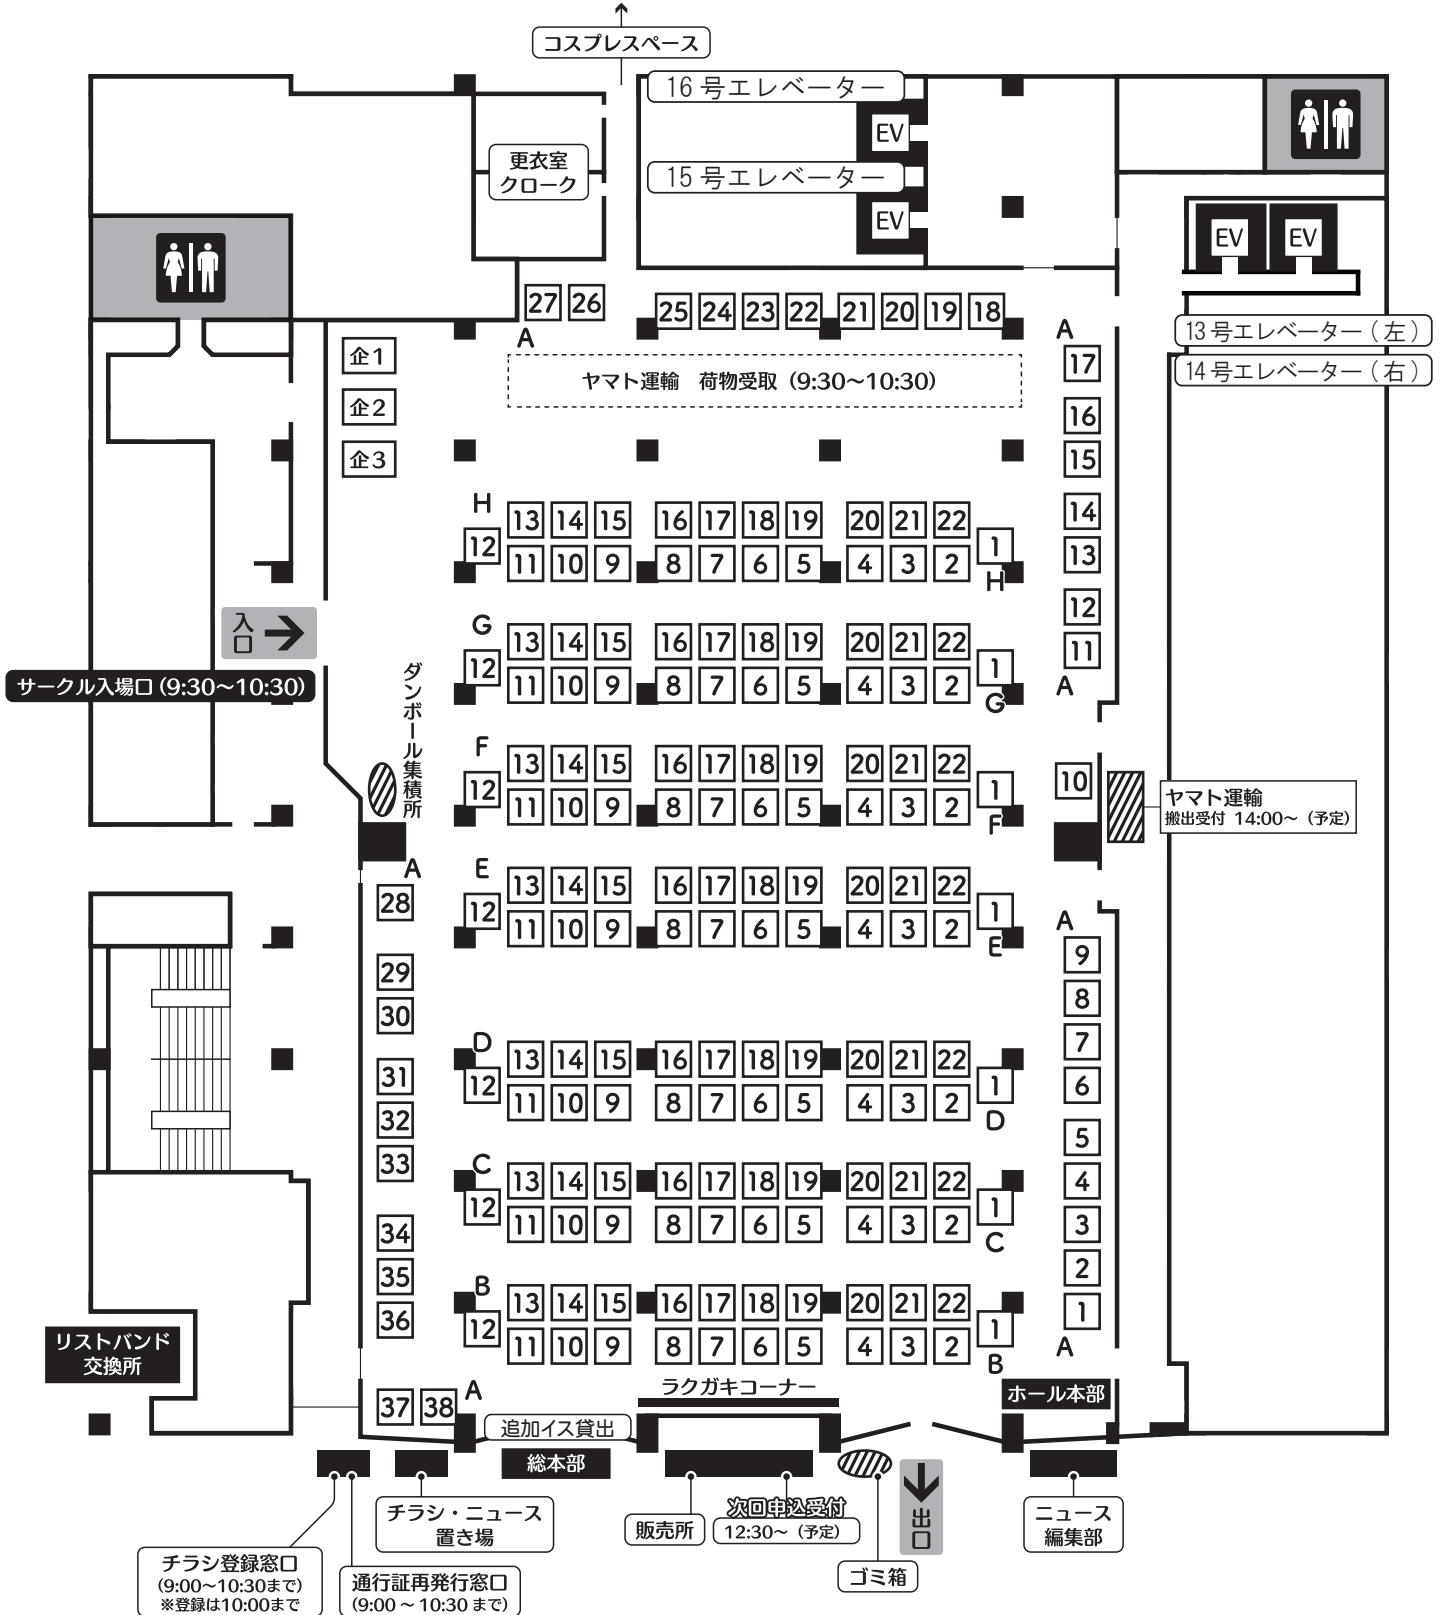 コスプレスペース
16号エレベーター
EV
更衣室
クローク
15号エレベーター
EV
EV EV
27 26 25 24 23 22 21 20 19 18
A
A
13号エレベーター(左)
14号エレベーター(右)
企1
企2
企3
ヤマト運輸 荷物受取(9:30～10:30)
17
16
15
14
13
12
11
A
H
13 14 15 16 17 18 19 20 21 22
12 1
11 10 9 8 7 6 5 4 3 2
H
入口
サークル入場口(9:30～10:30)
G
13 14 15 16 17 18 19 20 21 22
12 1
11 10 9 8 7 6 5 4 3 2
G
ダンボール集積所
F
13 14 15 16 17 18 19 20 21 22
12 1
11 10 9 8 7 6 5 4 3 2
F
10
ヤマト運輸
搬出受付 14:00～(予定)
E
13 14 15 16 17 18 19 20 21 22
12 1
11 10 9 8 7 6 5 4 3 2
E
A
28
29
30
31
32
33
34
35
36
37 38
A
A
9
8
7
6
5
4
3
2
1
A
D
13 14 15 16 17 18 19 20 21 22
12 1
11 10 9 8 7 6 5 4 3 2
D
C
13 14 15 16 17 18 19 20 21 22
12 1
11 10 9 8 7 6 5 4 3 2
C
B
13 14 15 16 17 18 19 20 21 22
12 1
11 10 9 8 7 6 5 4 3 2
B
リストバンド
交換所
ラクガキコーナー
ホール本部
追加イス貸出
総本部
チラシ・ニュース
置き場
販売所
次回申込受付
12:30～(予定)
出口
ニュース
編集部
ゴミ箱
チラシ登録窓口
(9:00～10:30まで)
※登録は10:00まで
通行証再発行窓口
(9:00～10:30まで)